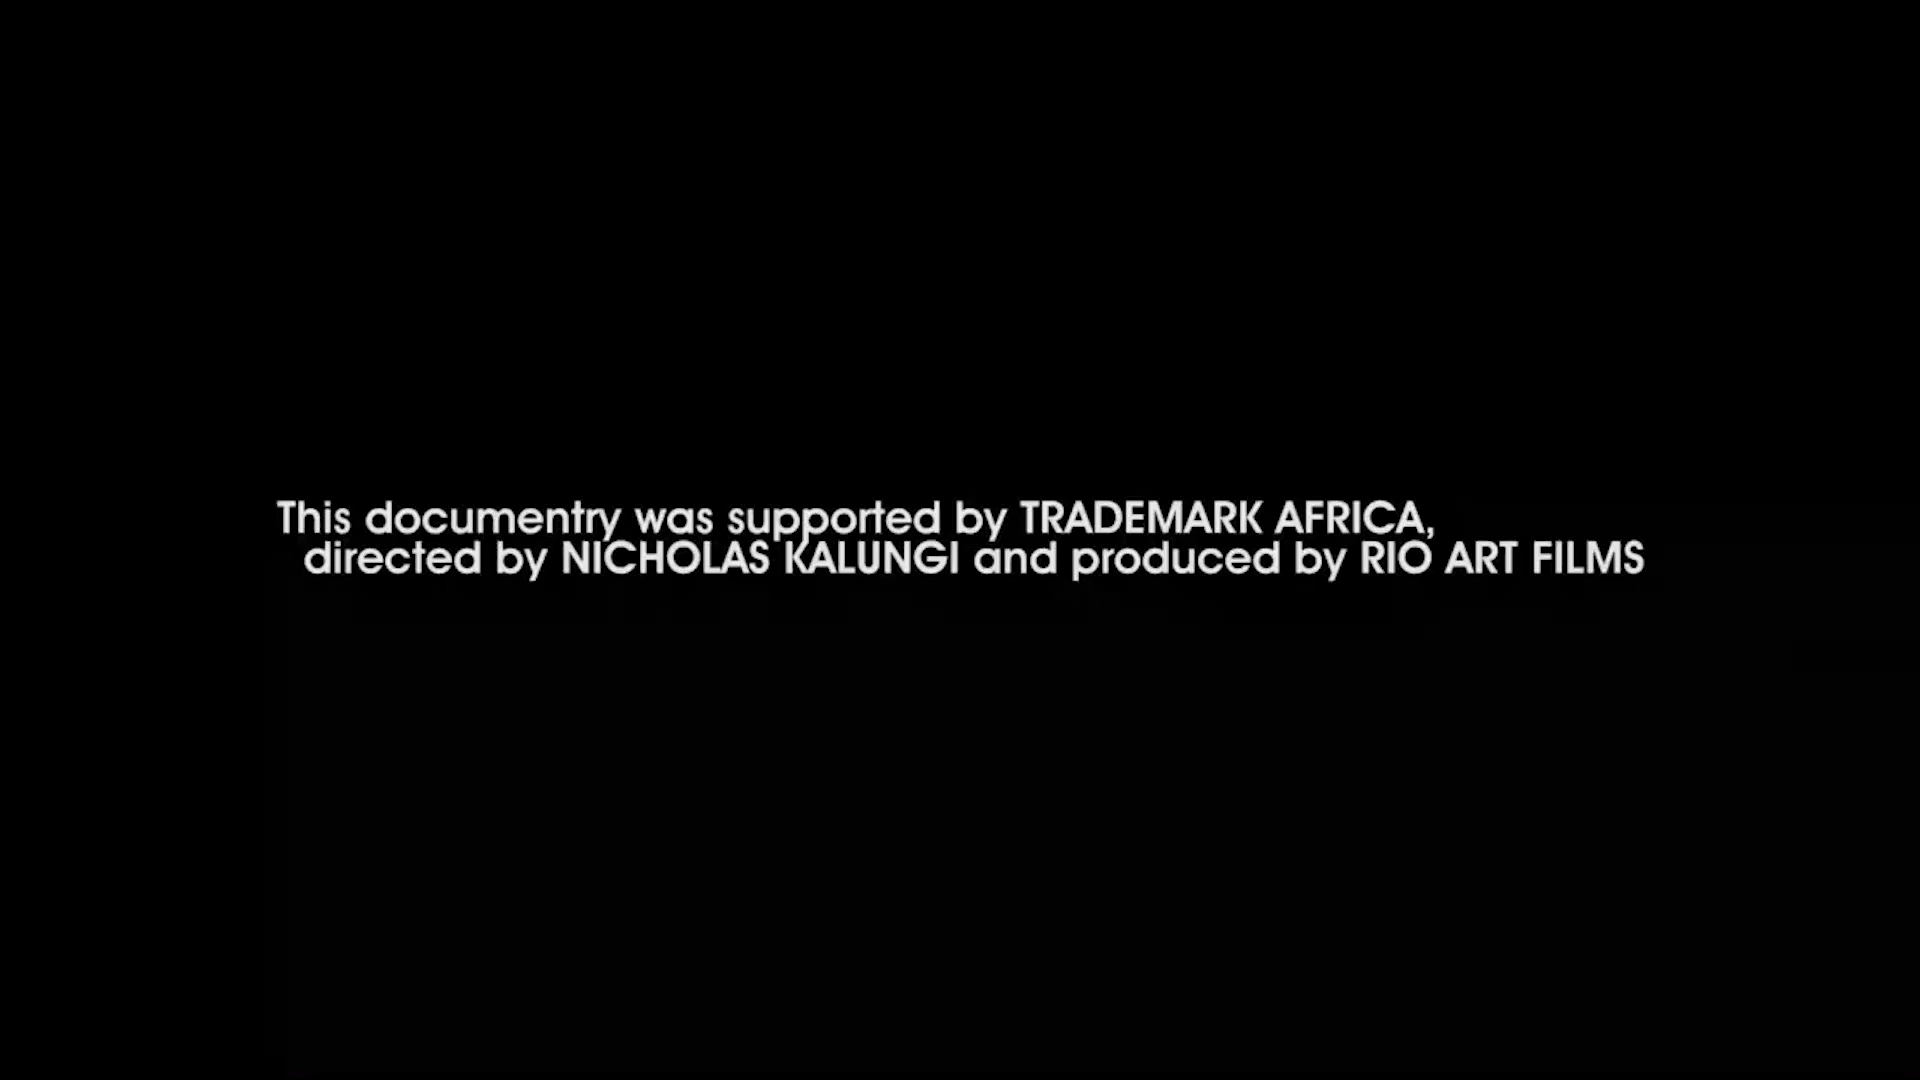 This documentry was supported by TRADEMARK AFRICA,
directed by NICHOLAS KALUNGI and produced by RIO ART FILMS